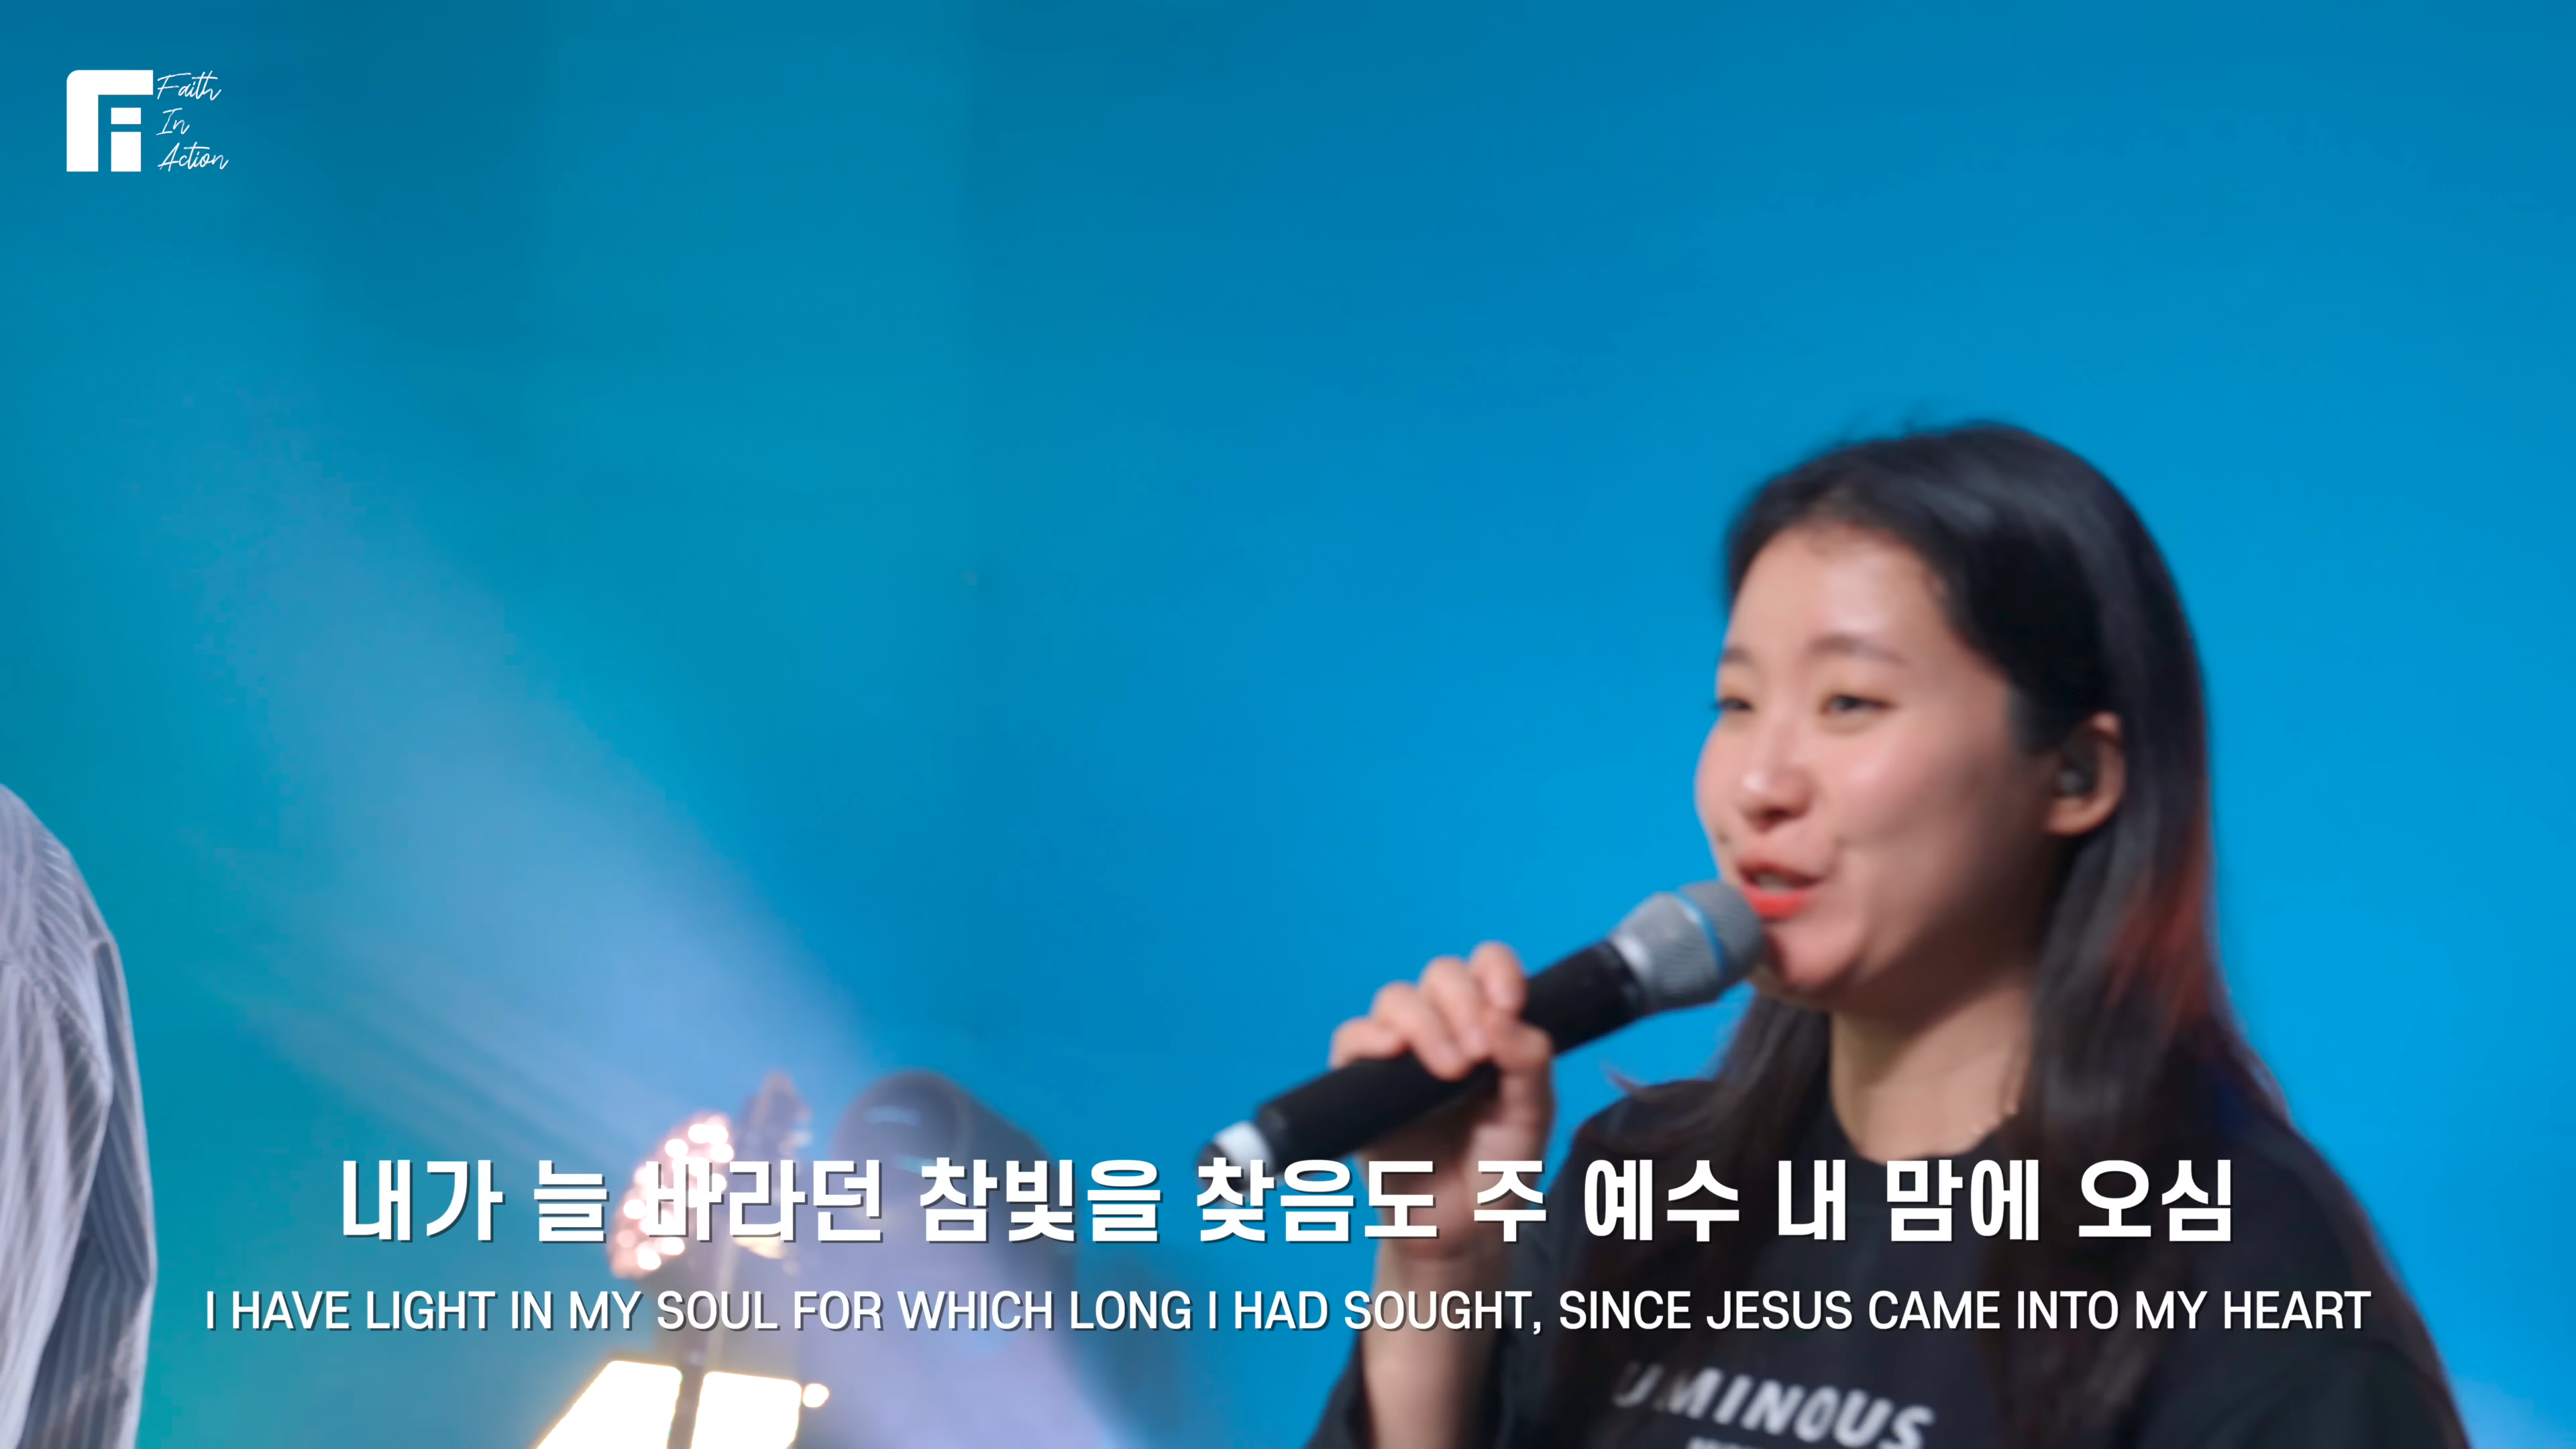 Faith
In
Action
내가 늘 바라던 참빛을 찾음도 주 예수 내 맘에 오심
I HAVE LIGHT IN MY SOUL FOR WHICH LONG I HAD SOUGHT, SINCE JESUS CAME INTO MY HEART
UMINOUS